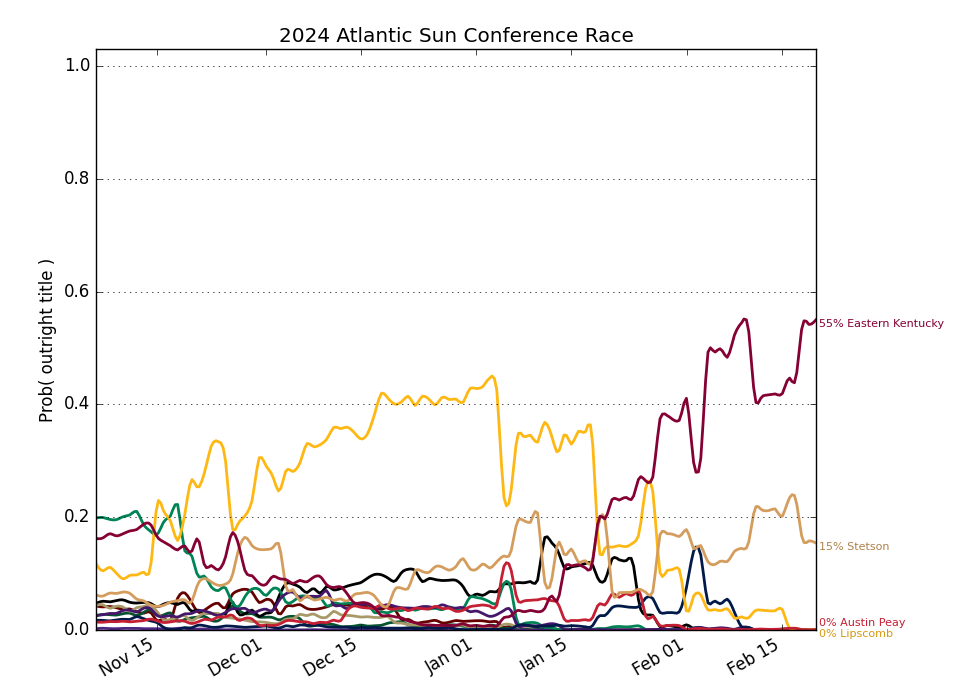 2024 Atlantic Sun Conference Race
Prob( outright title )
1.0
0.8
0.6
0.4
0.2
0.0
Nov 15
Dec 01
Dec 15
Jan 01
Jan 15
Feb 01
Feb 15
55% Eastern Kentucky
15% Stetson
0% Austin Peay
0% Lipscomb